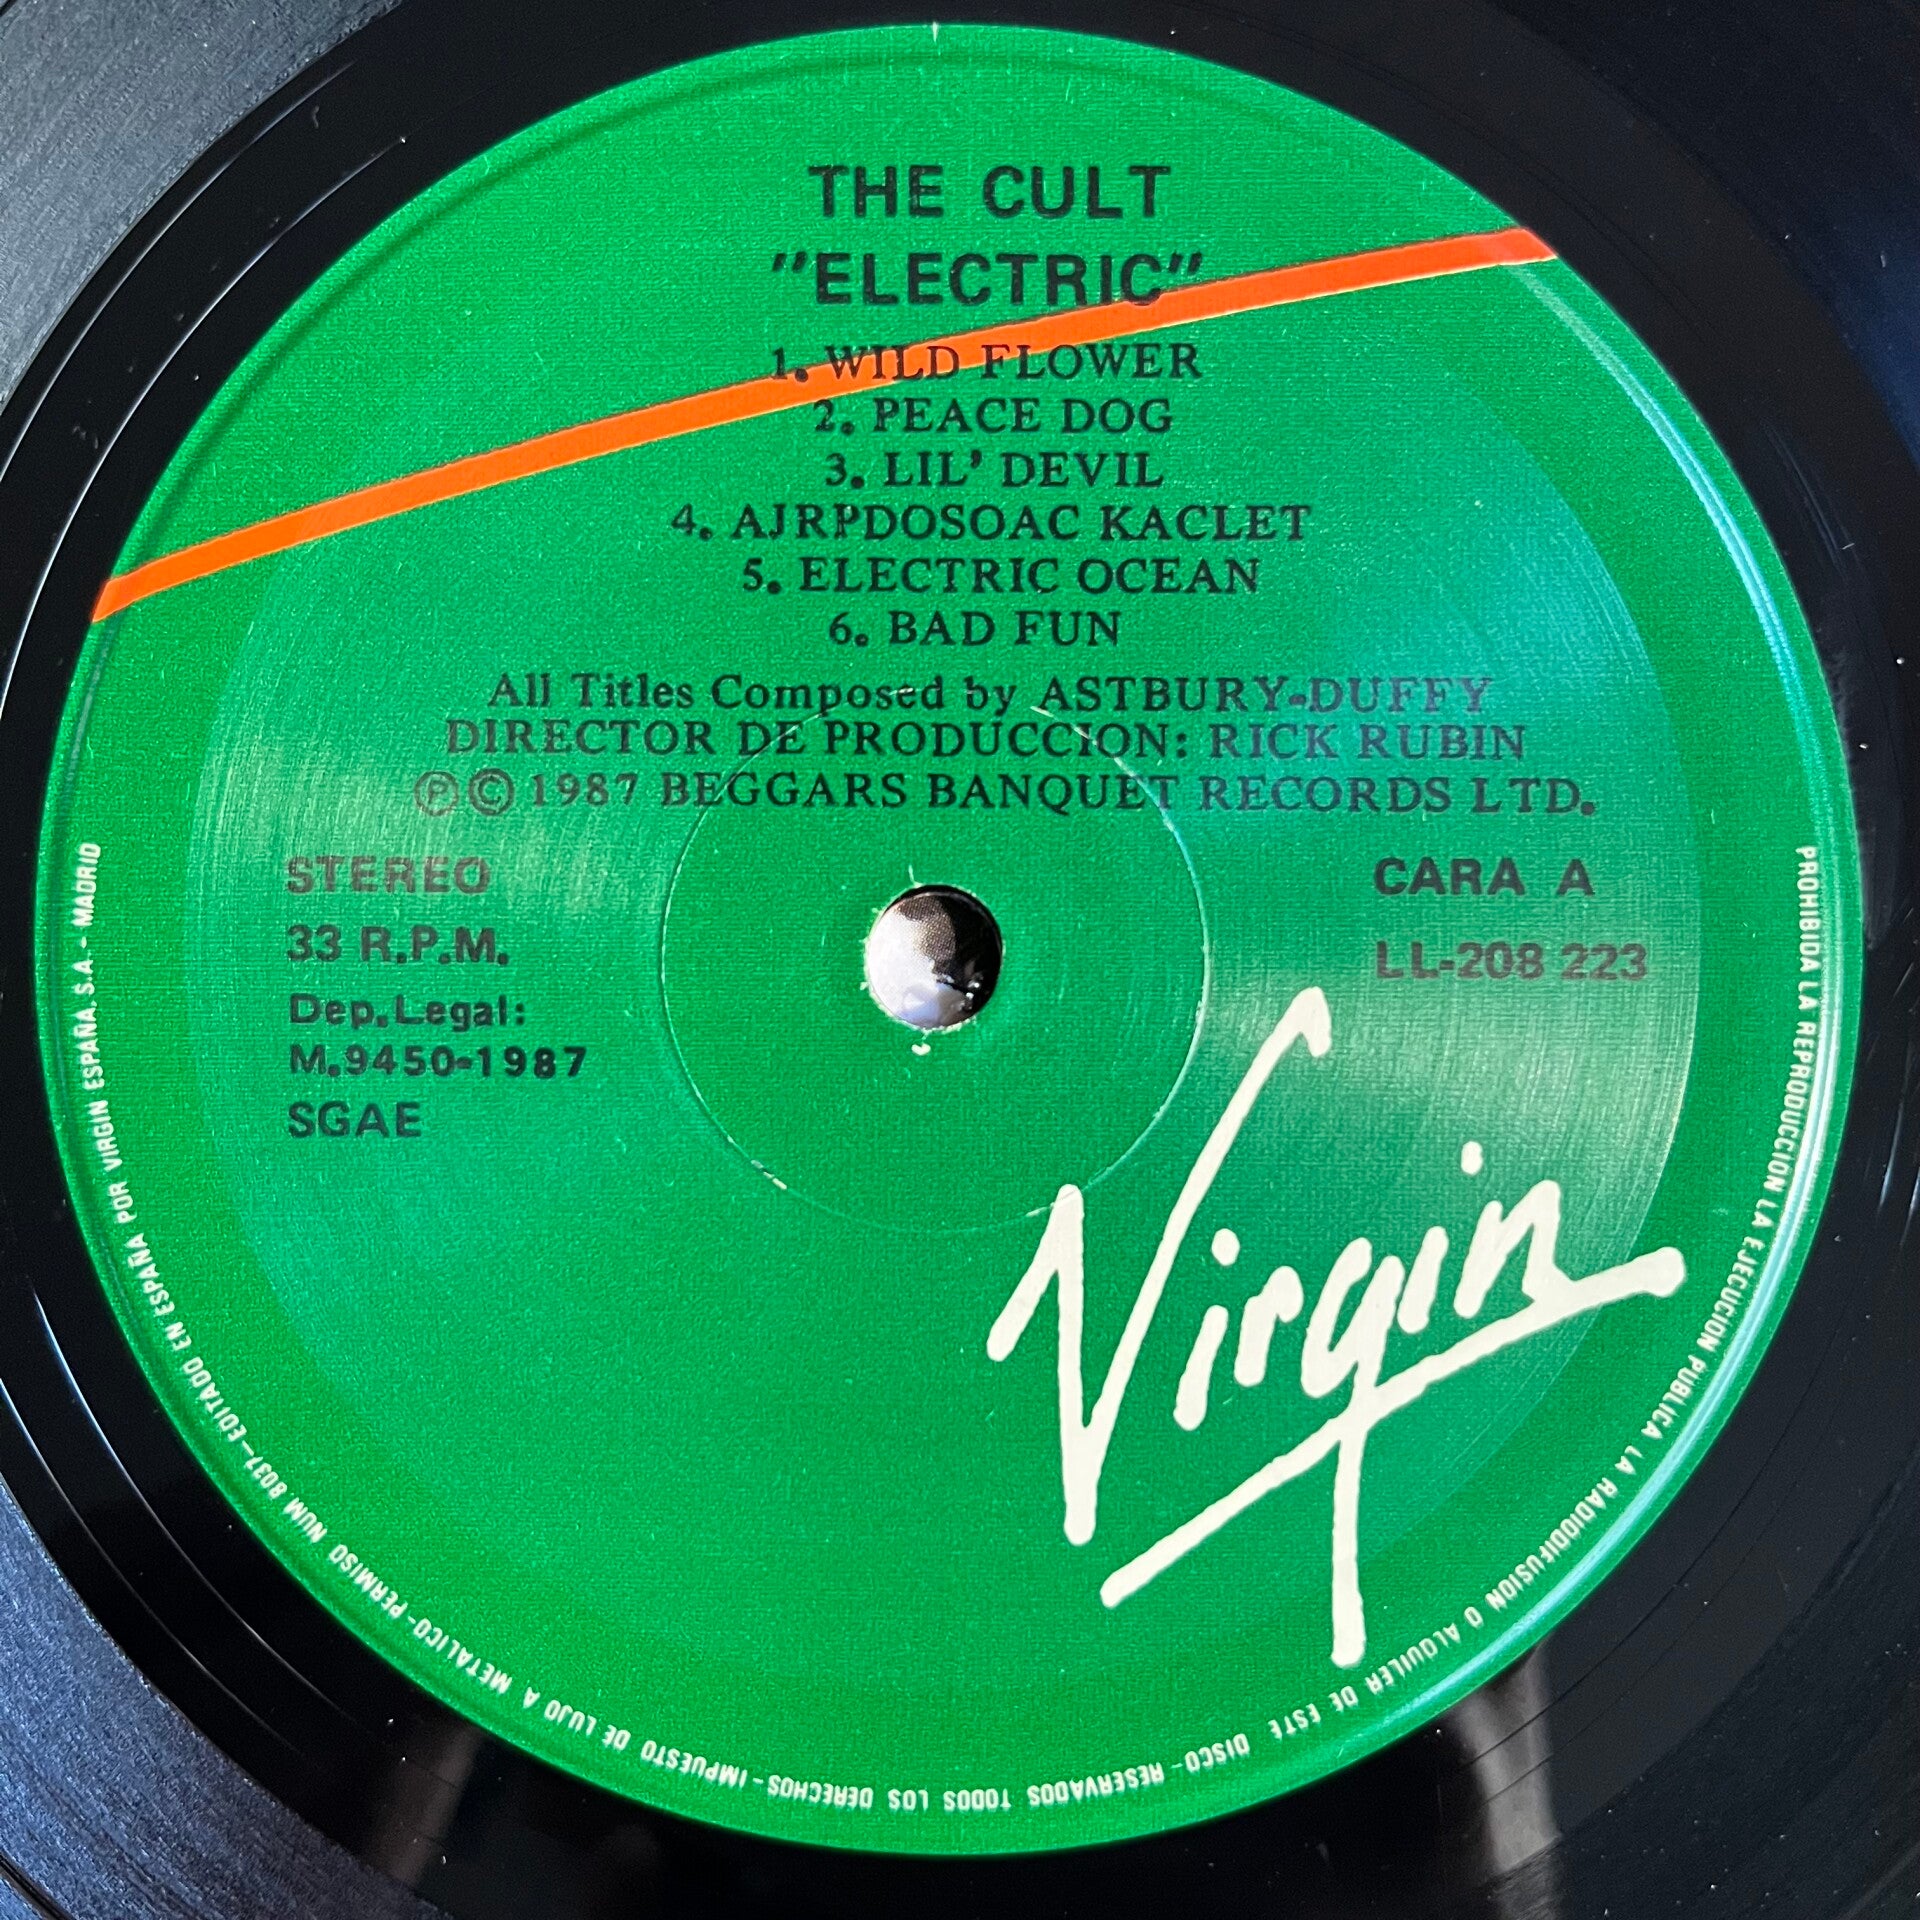 THE CULT
"ELECTRIC"
1. WILD FLOWER
2. PEACE DOG
3. LIL' DEVIL
4. AJRPDOSOAC KACLET
5. ELECTRIC OCEAN
6. BAD FUN
All Titles Composed by ASTBURY-DUFFY
DIRECTOR DE PRODUCCION: RICK RUBIN
Ⓟ© 1987 BEGGARS BANQUET RECORDS LTD.
STEREO
33 R.P.M.
Dep. Legal:
M.9450-1987
SGAE
CARA A
LL-208 223
Virgin
PROHIBIDA LA REPRODUCCION LA EJECUCION PUBLICA LA RADIODIFUSION O ALQUILER DE ESTE DISCO - RESERVADOS TODOS LOS DERECHOS - IMPUESTO DE LUJO A METALICO - PERMISO NUM 8037 - EDITADO EN ESPAÑA POR VIRGIN ESPAÑA, S.A. - MADRID